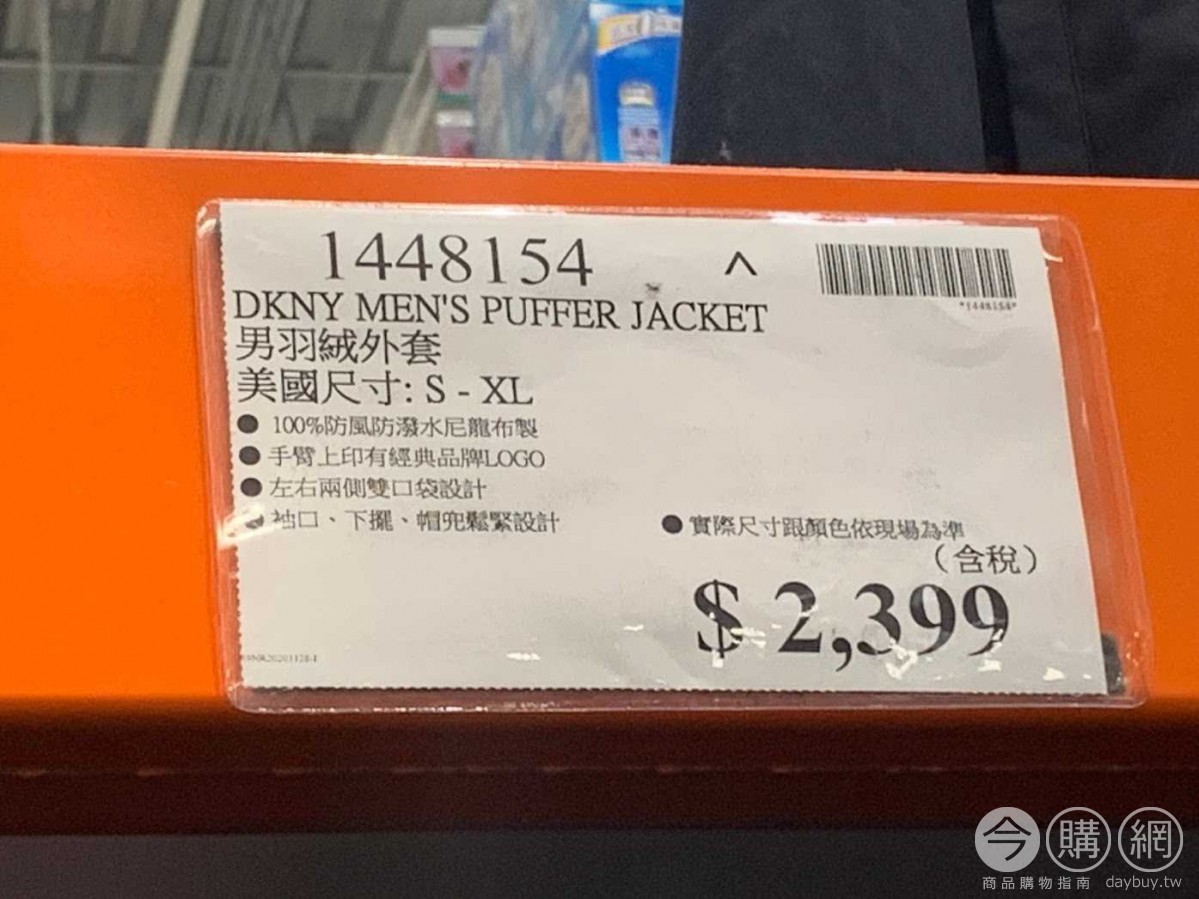 1448154 ^
*1448154*
DKNY MEN'S PUFFER JACKET
男羽絨外套
美國尺寸: S - XL
● 100%防風防潑水尼龍布製
● 手臂上印有經典品牌LOGO
● 左右兩側雙口袋設計
● 袖口、下擺、帽兜鬆緊設計
● 實際尺寸跟顏色依現場為準
（含稅）
$ 2,399
今購網
商品購物指南 daybuy.tw